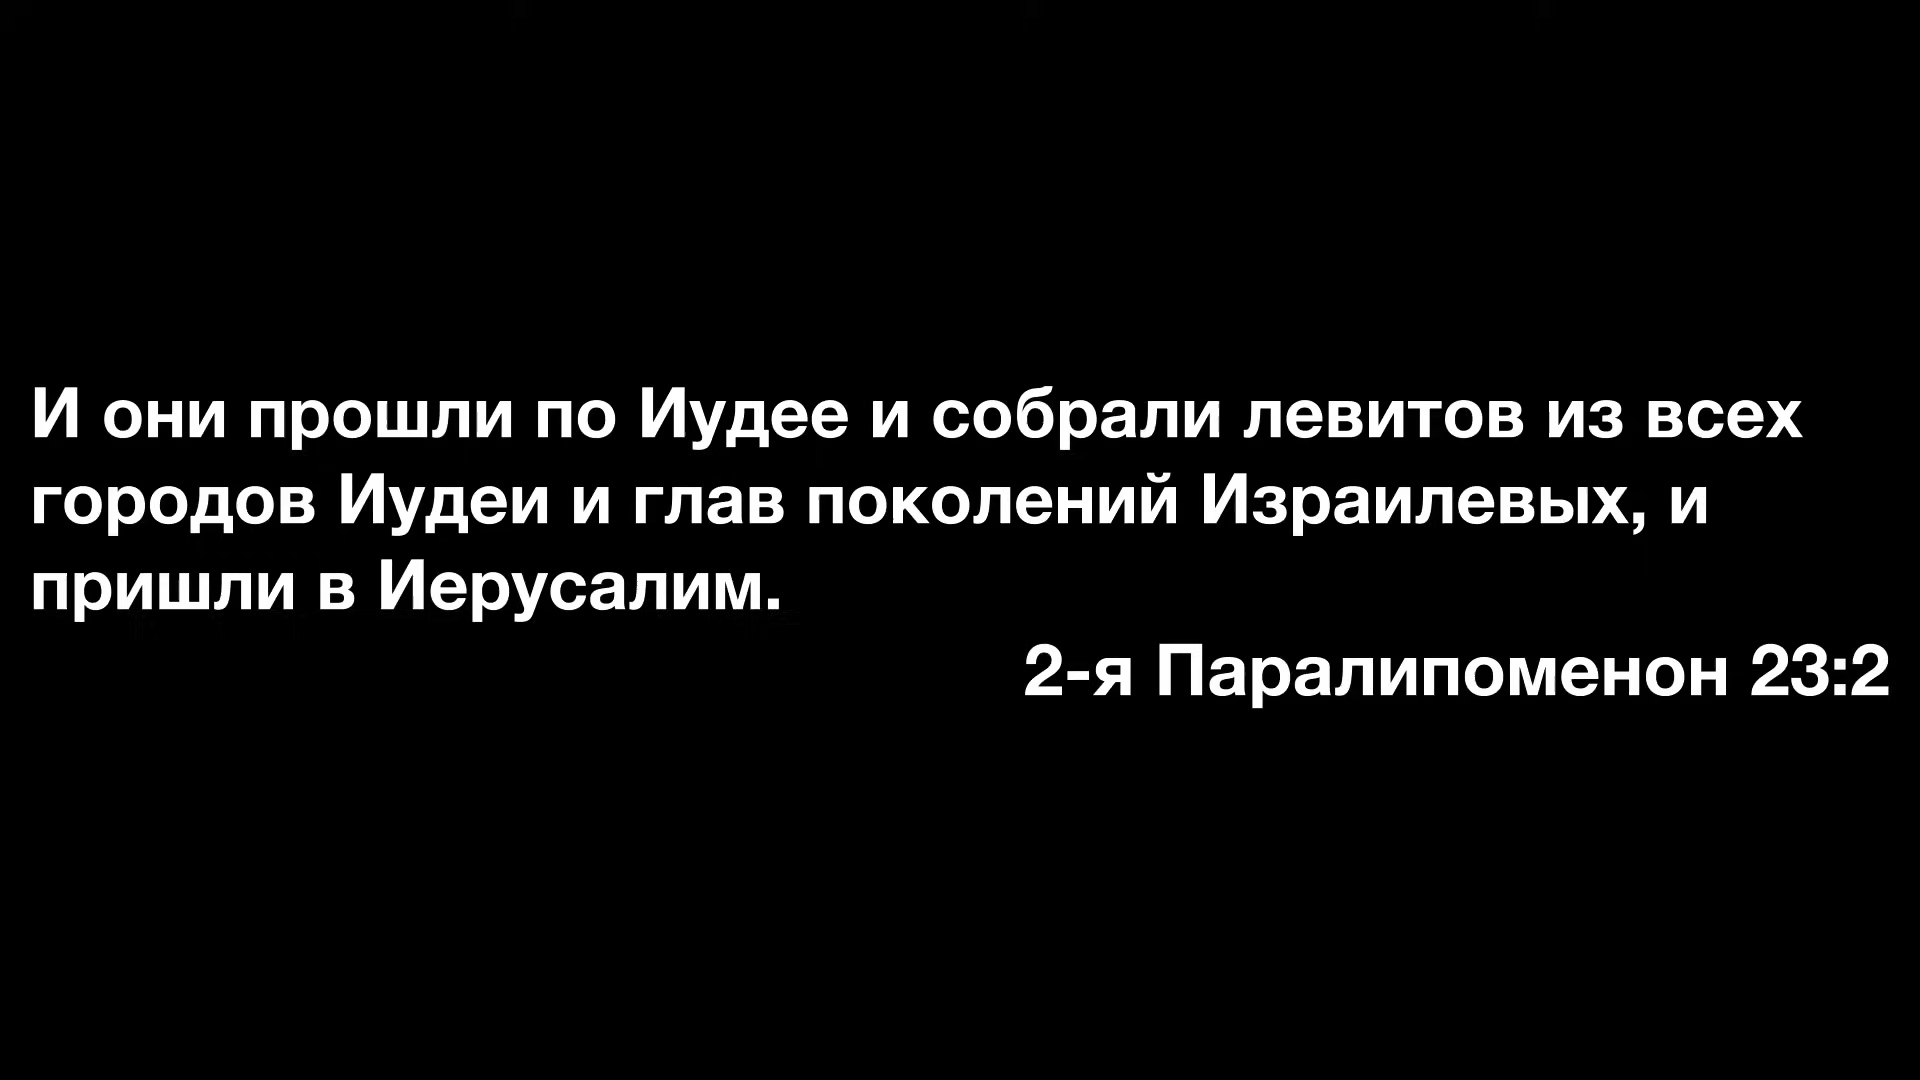 И они прошли по Иудее и собрали левитов из всех
городов Иудеи и глав поколений Израилевых, и
пришли в Иерусалим.
2-я Паралипоменон 23:2